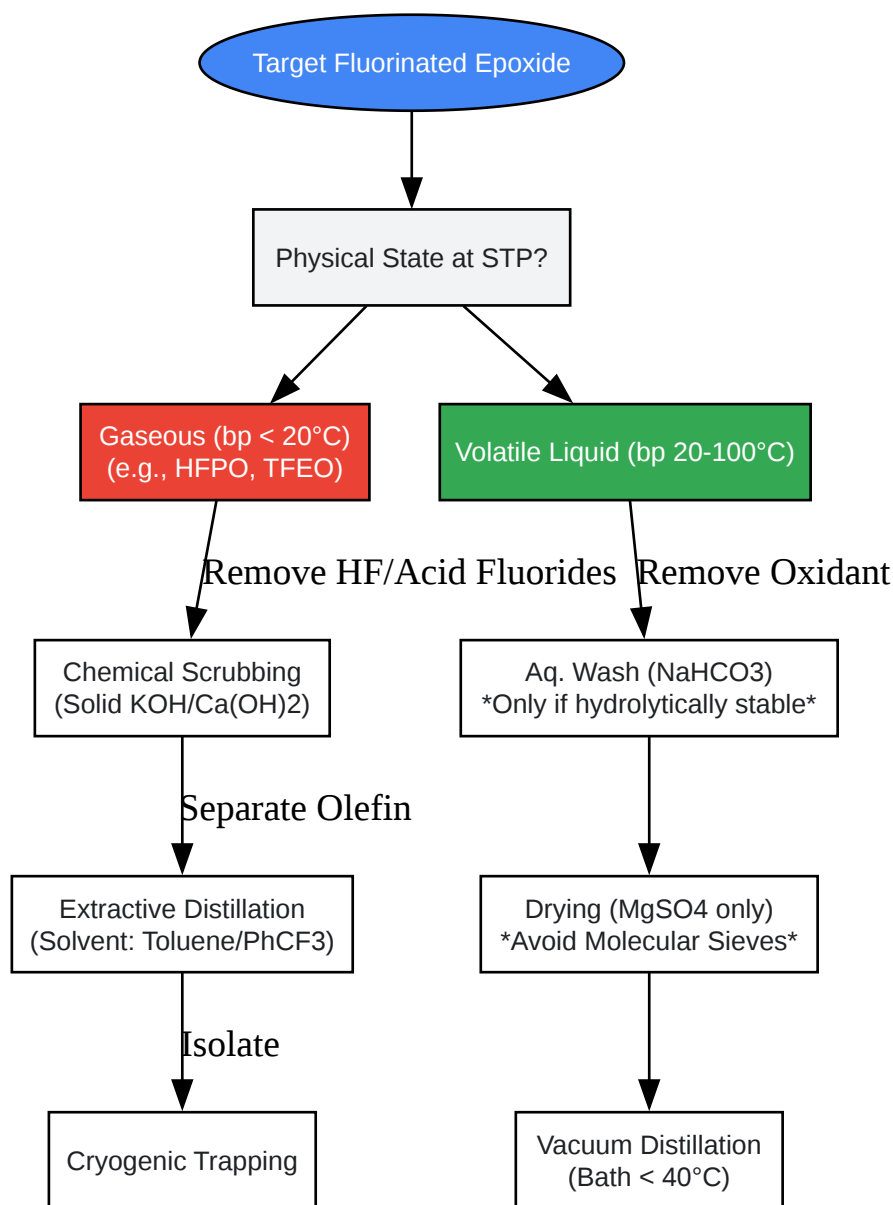 Target Fluorinated Epoxide
Physical State at STP?
Gaseous (bp < 20°C)
(e.g., HFPO, TFEO)
Volatile Liquid (bp 20-100°C)
Remove HF/Acid Fluorides
Remove Oxidant
Chemical Scrubbing
(Solid KOH/Ca(OH)2)
Aq. Wash (NaHCO3)
*Only if hydrolytically stable*
Separate Olefin
Extractive Distillation
(Solvent: Toluene/PhCF3)
Drying (MgSO4 only)
*Avoid Molecular Sieves*
Isolate
Cryogenic Trapping
Vacuum Distillation
(Bath < 40°C)